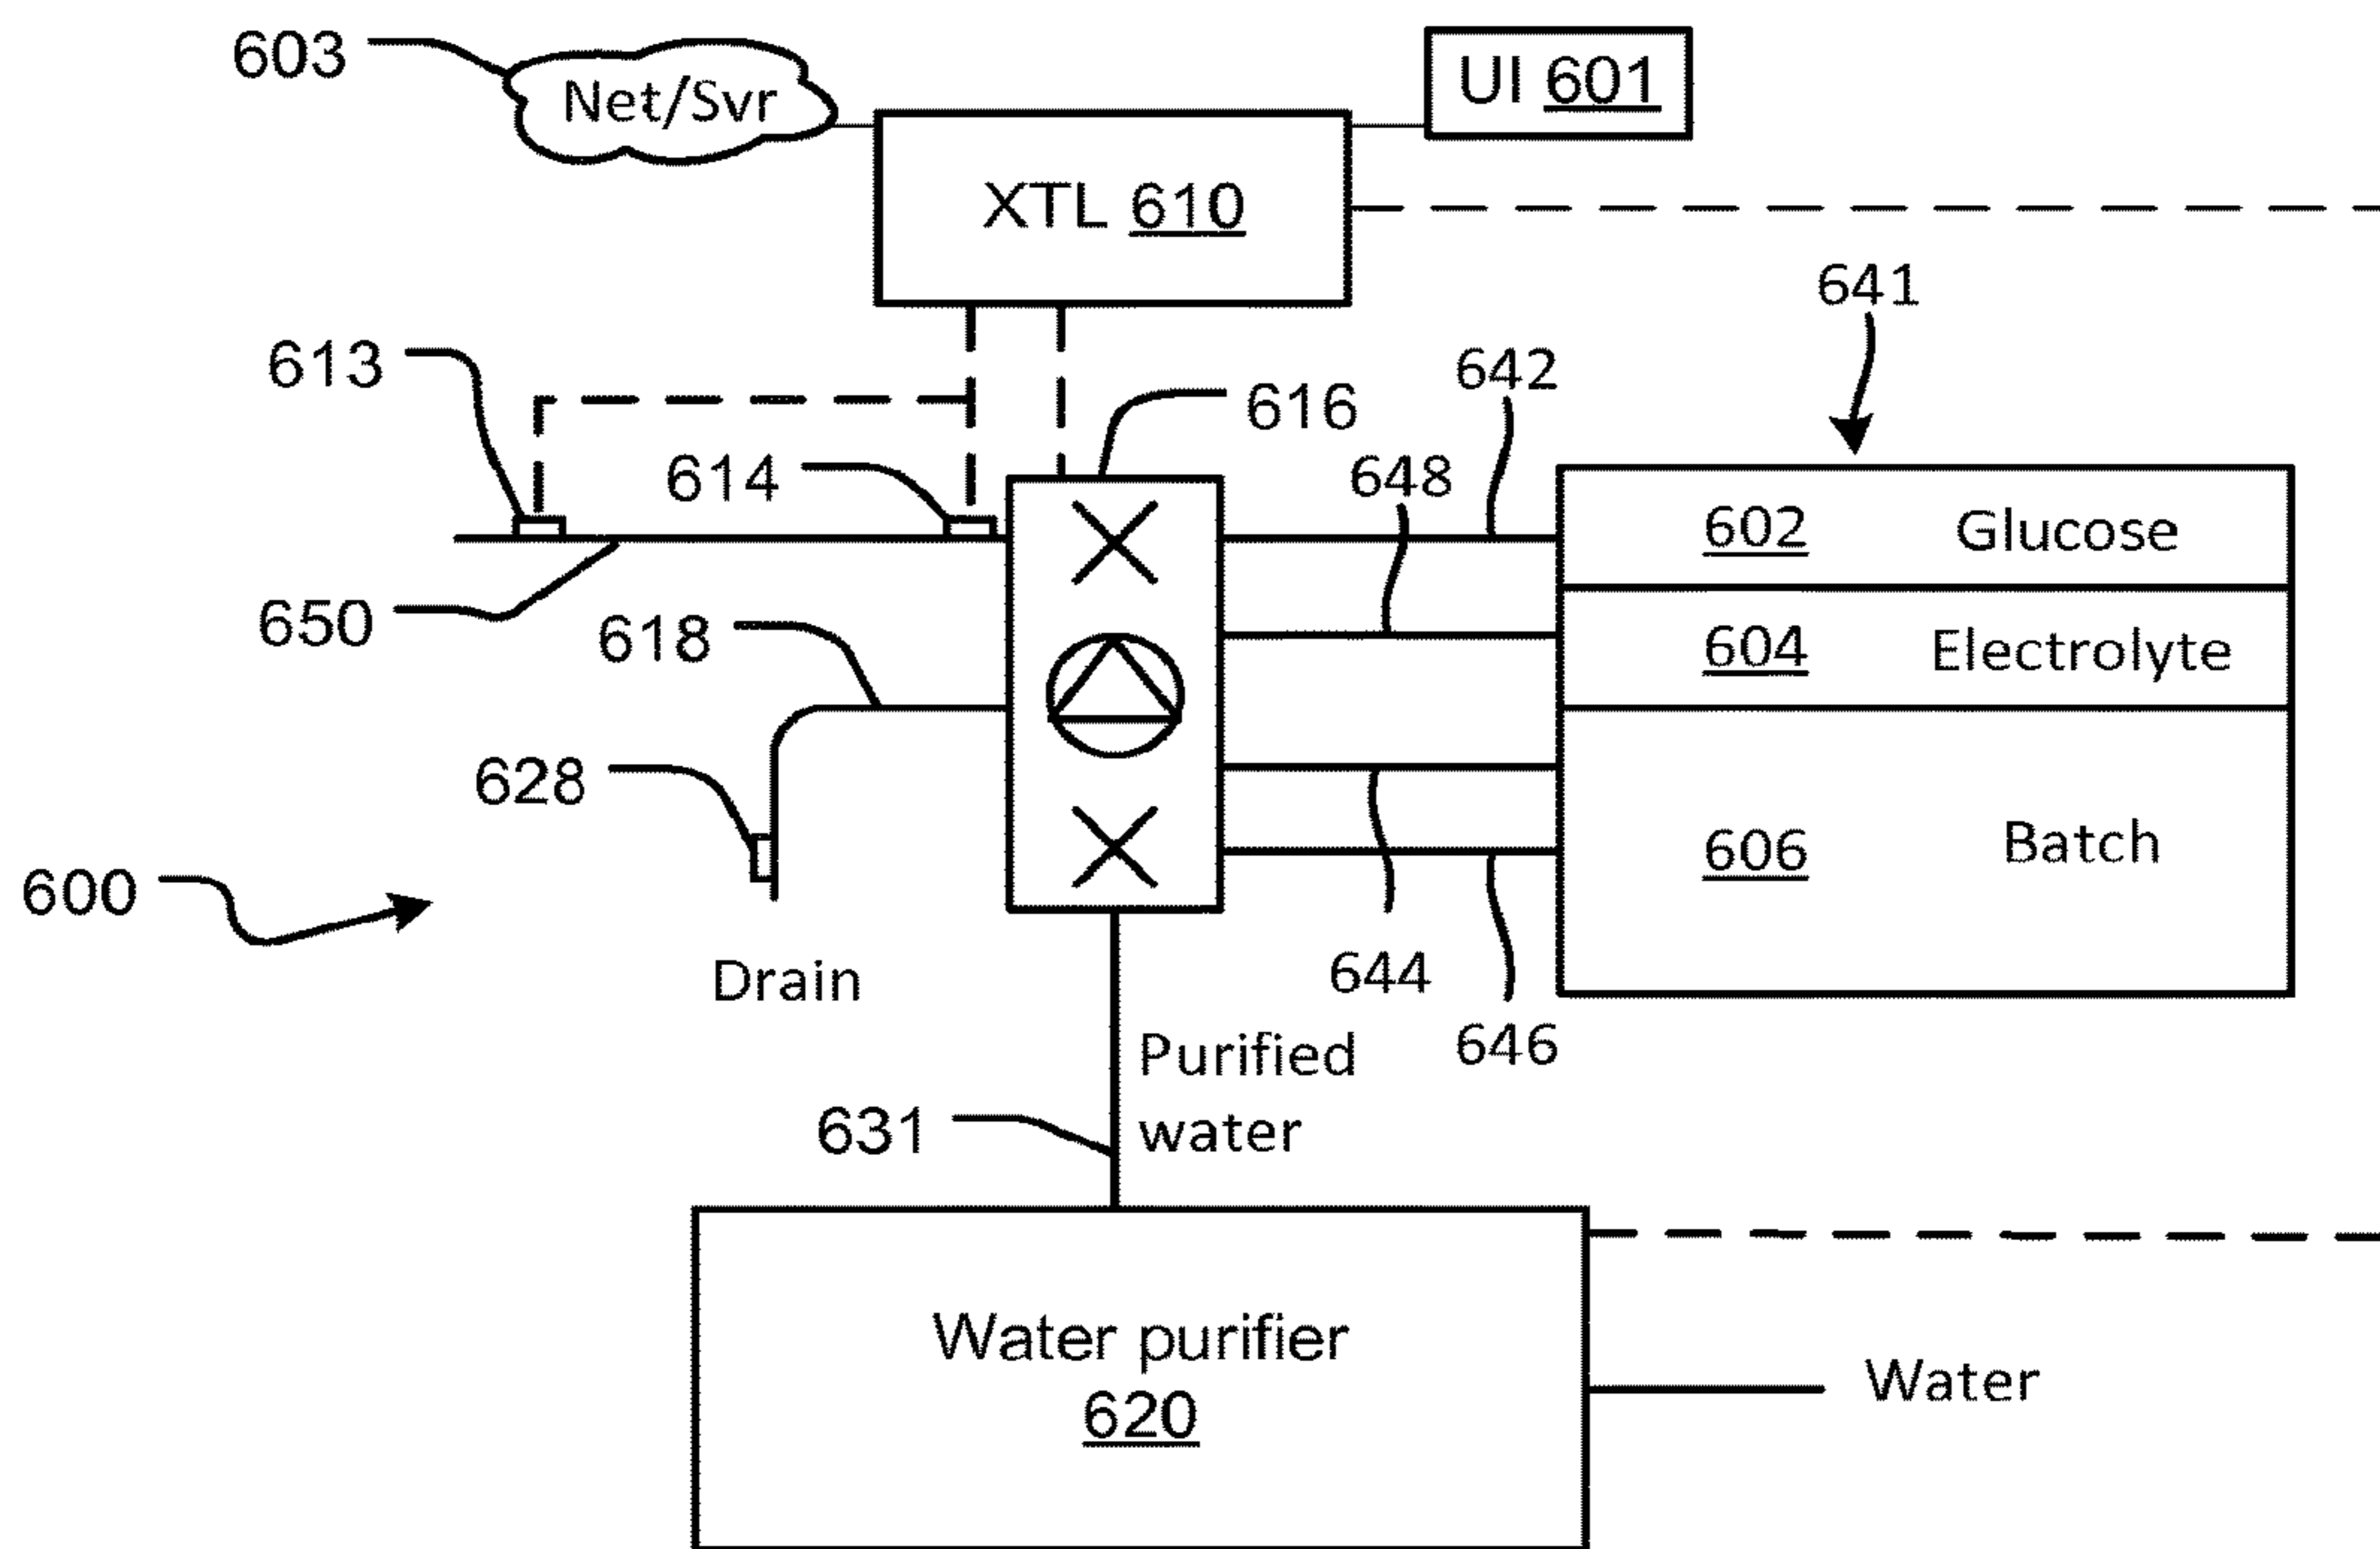 603
Net/Svr
UI 601
XTL 610
641
613
642
616
614
648
602 Glucose
650
618
604 Electrolyte
628
606 Batch
600
Drain
644
646
Purified
water
631
Water purifier
620
Water